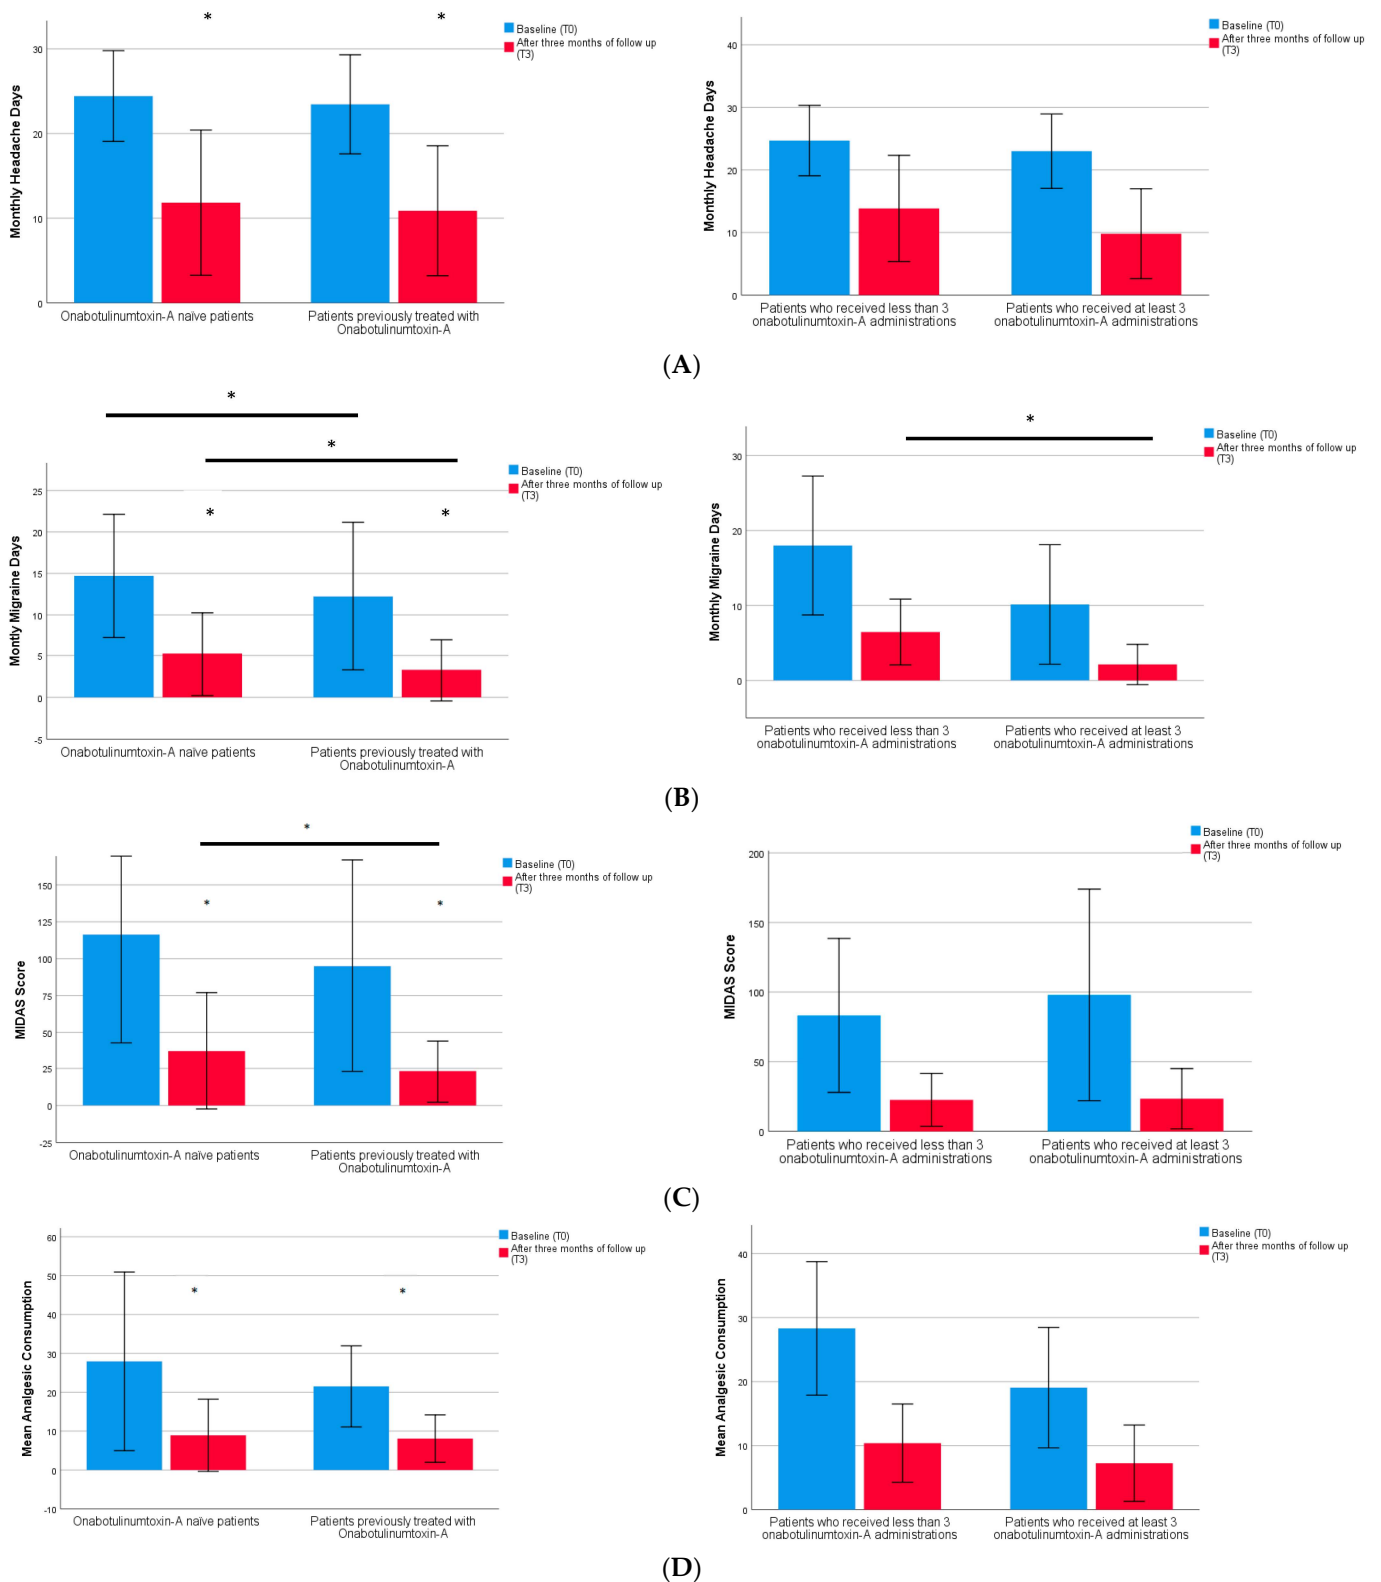 *
*
Baseline (T0)
After three months of follow up
(T3)
Monthly Headache Days
30
20
10
0
Onabotulinumtoxin-A naïve patients
Patients previously treated with
Onabotulinumtoxin-A
Baseline (T0)
After three months of follow up
(T3)
Monthly Headache Days
40
30
20
10
0
Patients who received less than 3
onabotulinumtoxin-A administrations
Patients who received at least 3
onabotulinumtoxin-A administrations
(A)
*
*
Baseline (T0)
After three months of follow up
(T3)
*
*
Montly Migraine Days
25
20
15
10
5
0
-5
Onabotulinumtoxin-A naïve patients
Patients previously treated with
Onabotulinumtoxin-A
*
Baseline (T0)
After three months of follow up
(T3)
Monthly Migraine Days
30
20
10
0
Patients who received less than 3
onabotulinumtoxin-A administrations
Patients who received at least 3
onabotulinumtoxin-A administrations
(B)
*
Baseline (T0)
After three months of follow up
(T3)
*
*
MIDAS Score
150
125
100
75
50
25
0
-25
Onabotulinumtoxin-A naïve patients
Patients previously treated with
Onabotulinumtoxin-A
Baseline (T0)
After three months of follow up
(T3)
MIDAS Score
200
150
100
50
0
Patients who received less than 3
onabotulinumtoxin-A administrations
Patients who received at least 3
onabotulinumtoxin-A administrations
(C)
Baseline (T0)
After three months of follow up
(T3)
*
*
Mean Analgesic Consumption
60
50
40
30
20
10
0
-10
Onabotulinumtoxin-A naïve patients
Patients previously treated with
Onabotulinumtoxin-A
Baseline (T0)
After three months of follow up
(T3)
Mean Analgesic Consumption
40
30
20
10
0
Patients who received less than 3
onabotulinumtoxin-A administrations
Patients who received at least 3
onabotulinumtoxin-A administrations
(D)